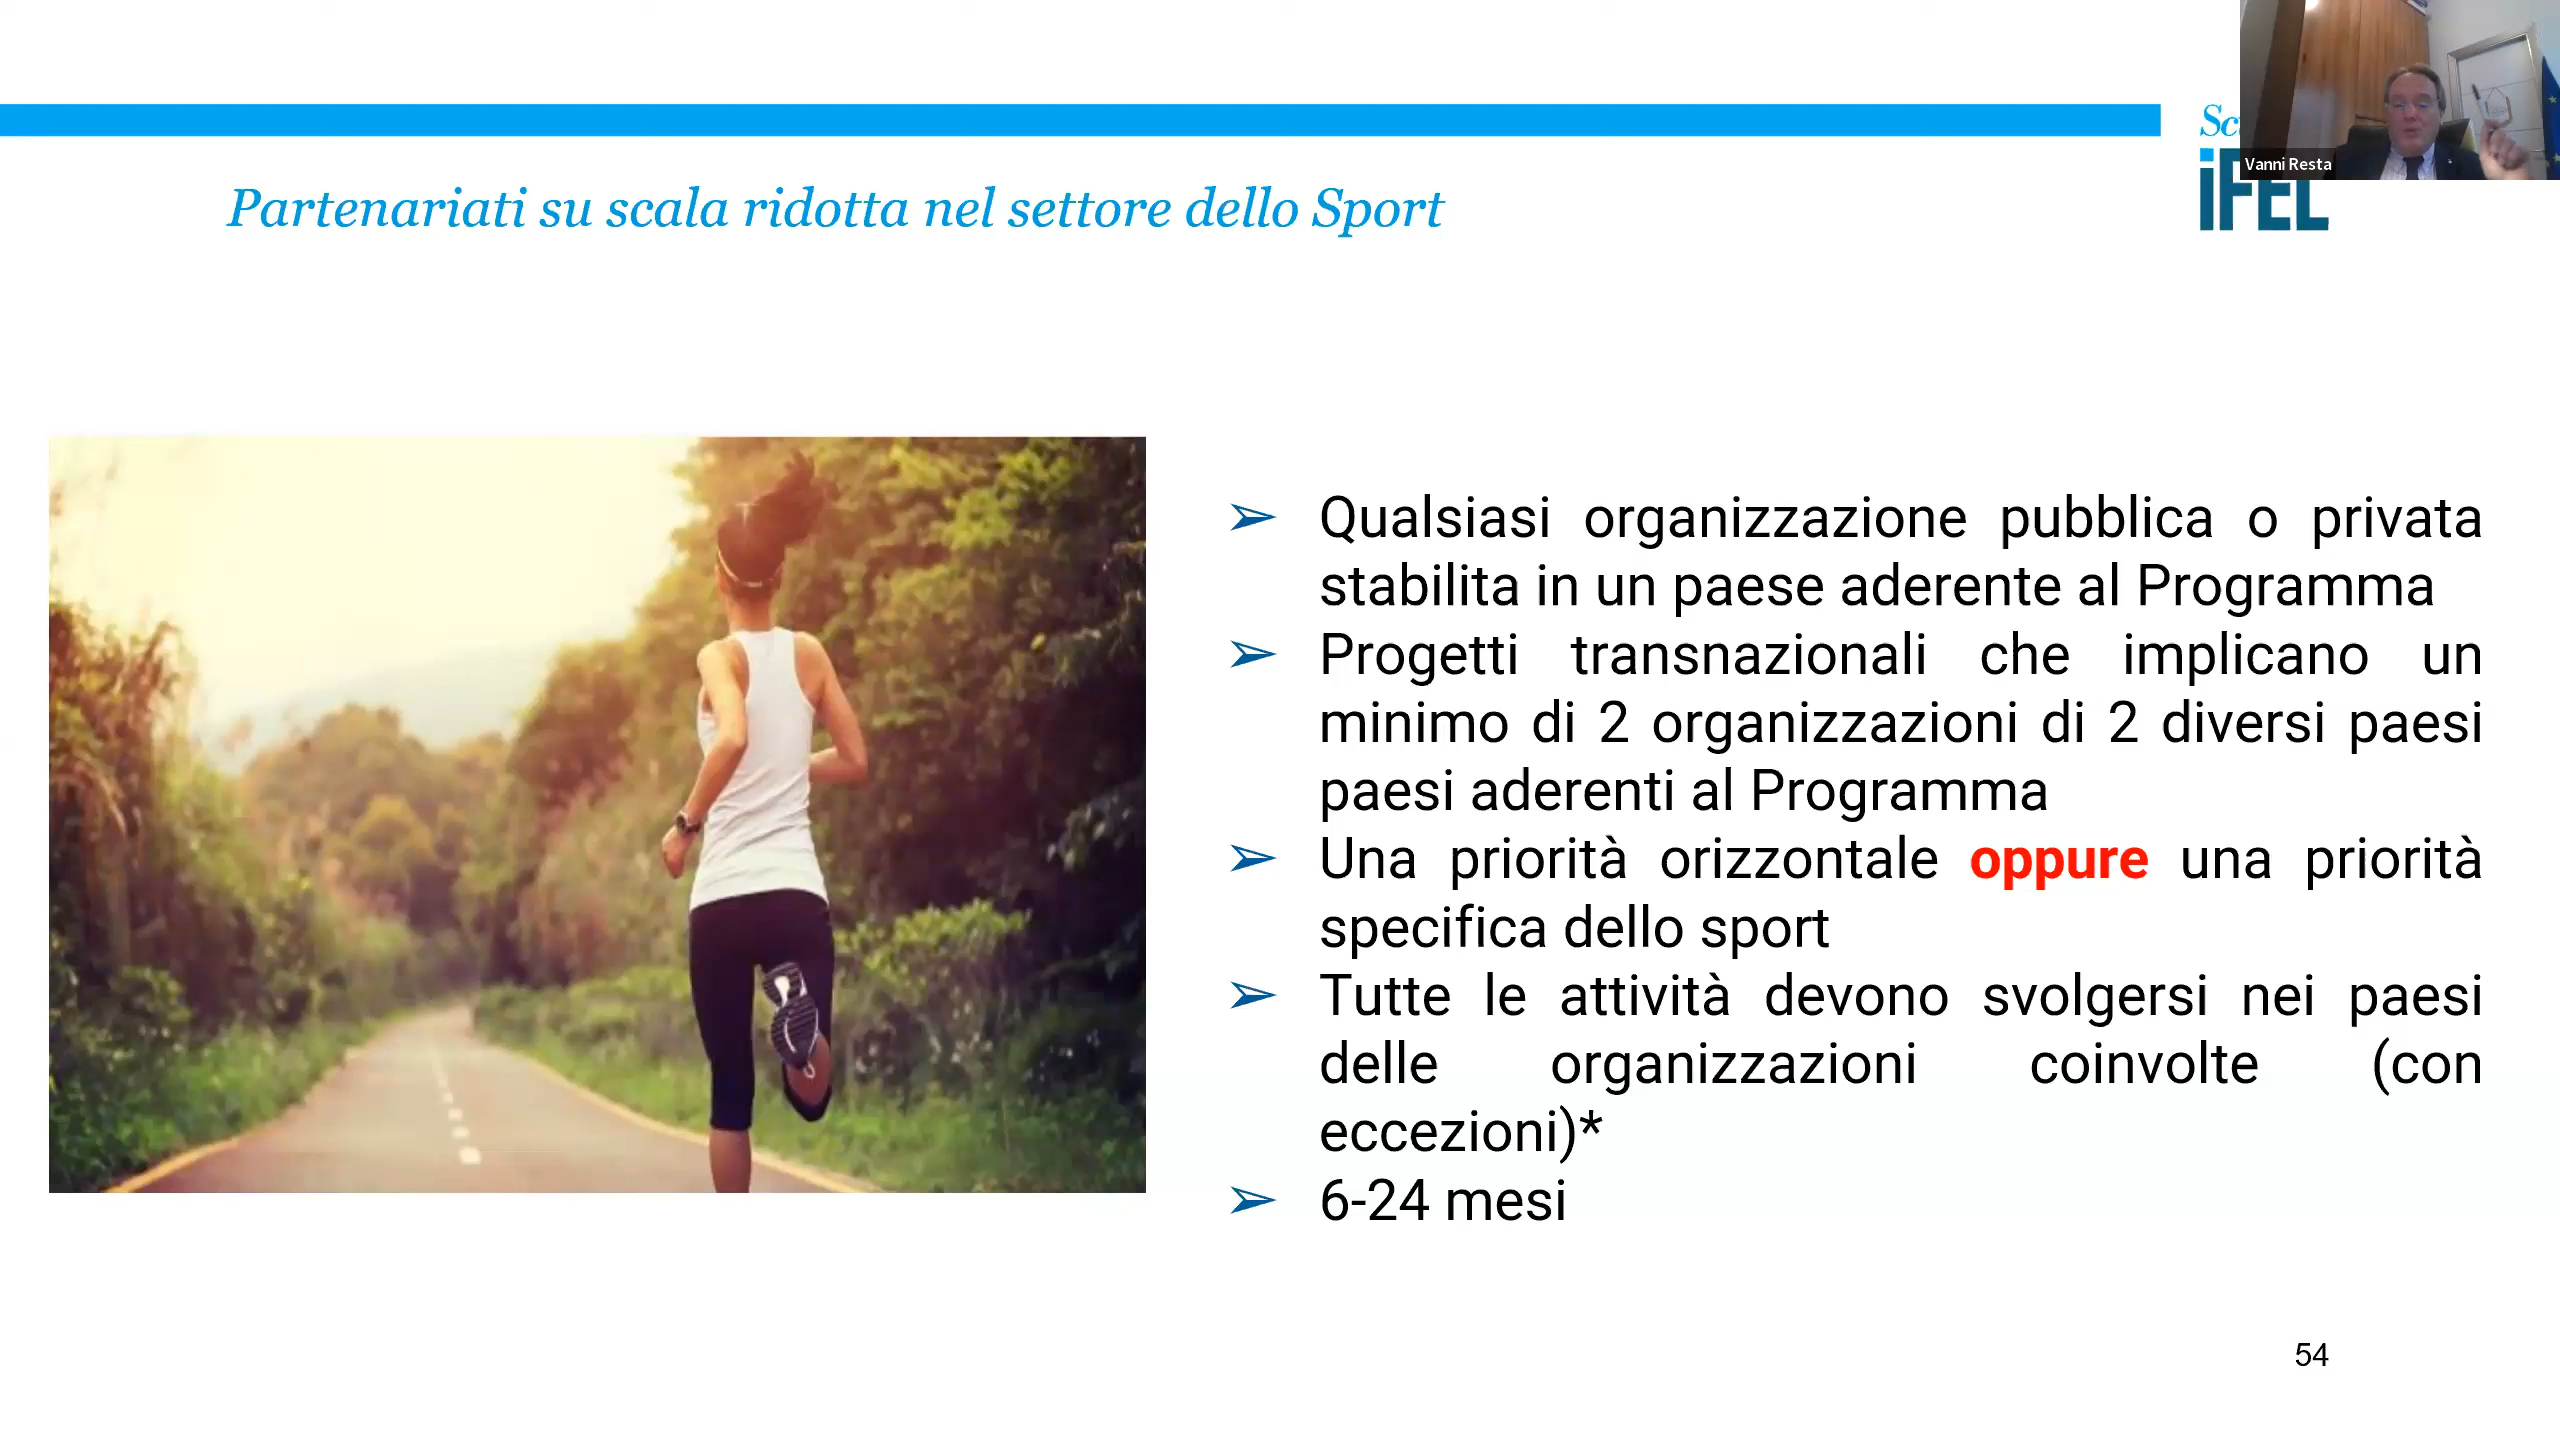 Vanni Resta
iFEL
Partenariati su scala ridotta nel settore dello Sport
➢ Qualsiasi organizzazione pubblica o privata
stabilita in un paese aderente al Programma
➢ Progetti transnazionali che implicano un
minimo di 2 organizzazioni di 2 diversi paesi
paesi aderenti al Programma
➢ Una priorità orizzontale oppure una priorità
specifica dello sport
➢ Tutte le attività devono svolgersi nei paesi
delle organizzazioni coinvolte (con
eccezioni)*
➢ 6-24 mesi
54